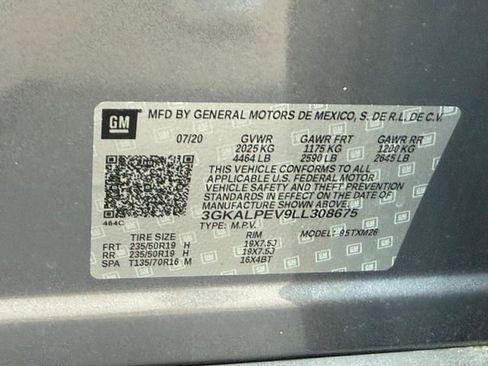 GM
MFD BY GENERAL MOTORS DE MEXICO, S. DE R.L. DE C.V.
07/20 GVWR GAWR FRT GAWR RR
2025 KG 1175 KG 1200 KG
4464 LB 2590 LB 2645 LB
THIS VEHICLE CONFORMS TO ALL
APPLICABLE U.S. FEDERAL MOTOR
VEHICLE SAFETY AND THEFT PREVENTION
STANDARDS IN EFFECT ON THE DATE OF
MANUFACTURE SHOWN ABOVE.
3GKALPEV9LL308675
464C TYPE: M.P.V. MODEL: 95TXM26
TIRE SIZE RIM
FRT 235/50R19 H 19X7.5J
RR 235/50R19 H 19X7.5J
SPA T135/70R16 M 16X4BT